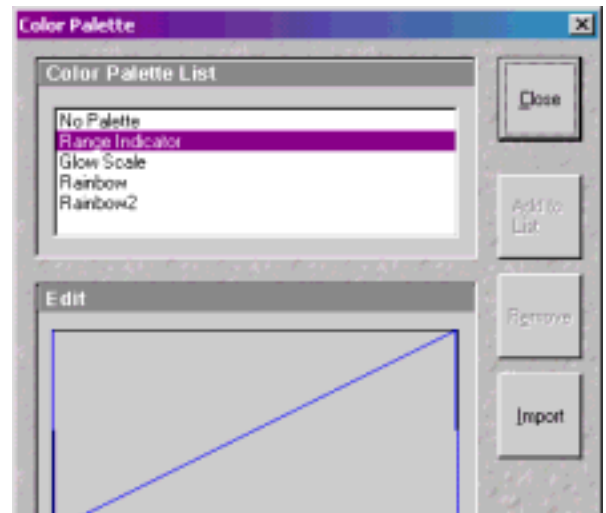 Color Palette
Color Palette List
Close
No Palette
Range Indicator
Glow Scale
Rainbow
Rainbow2
Add to
List
Edit
Remove
Import